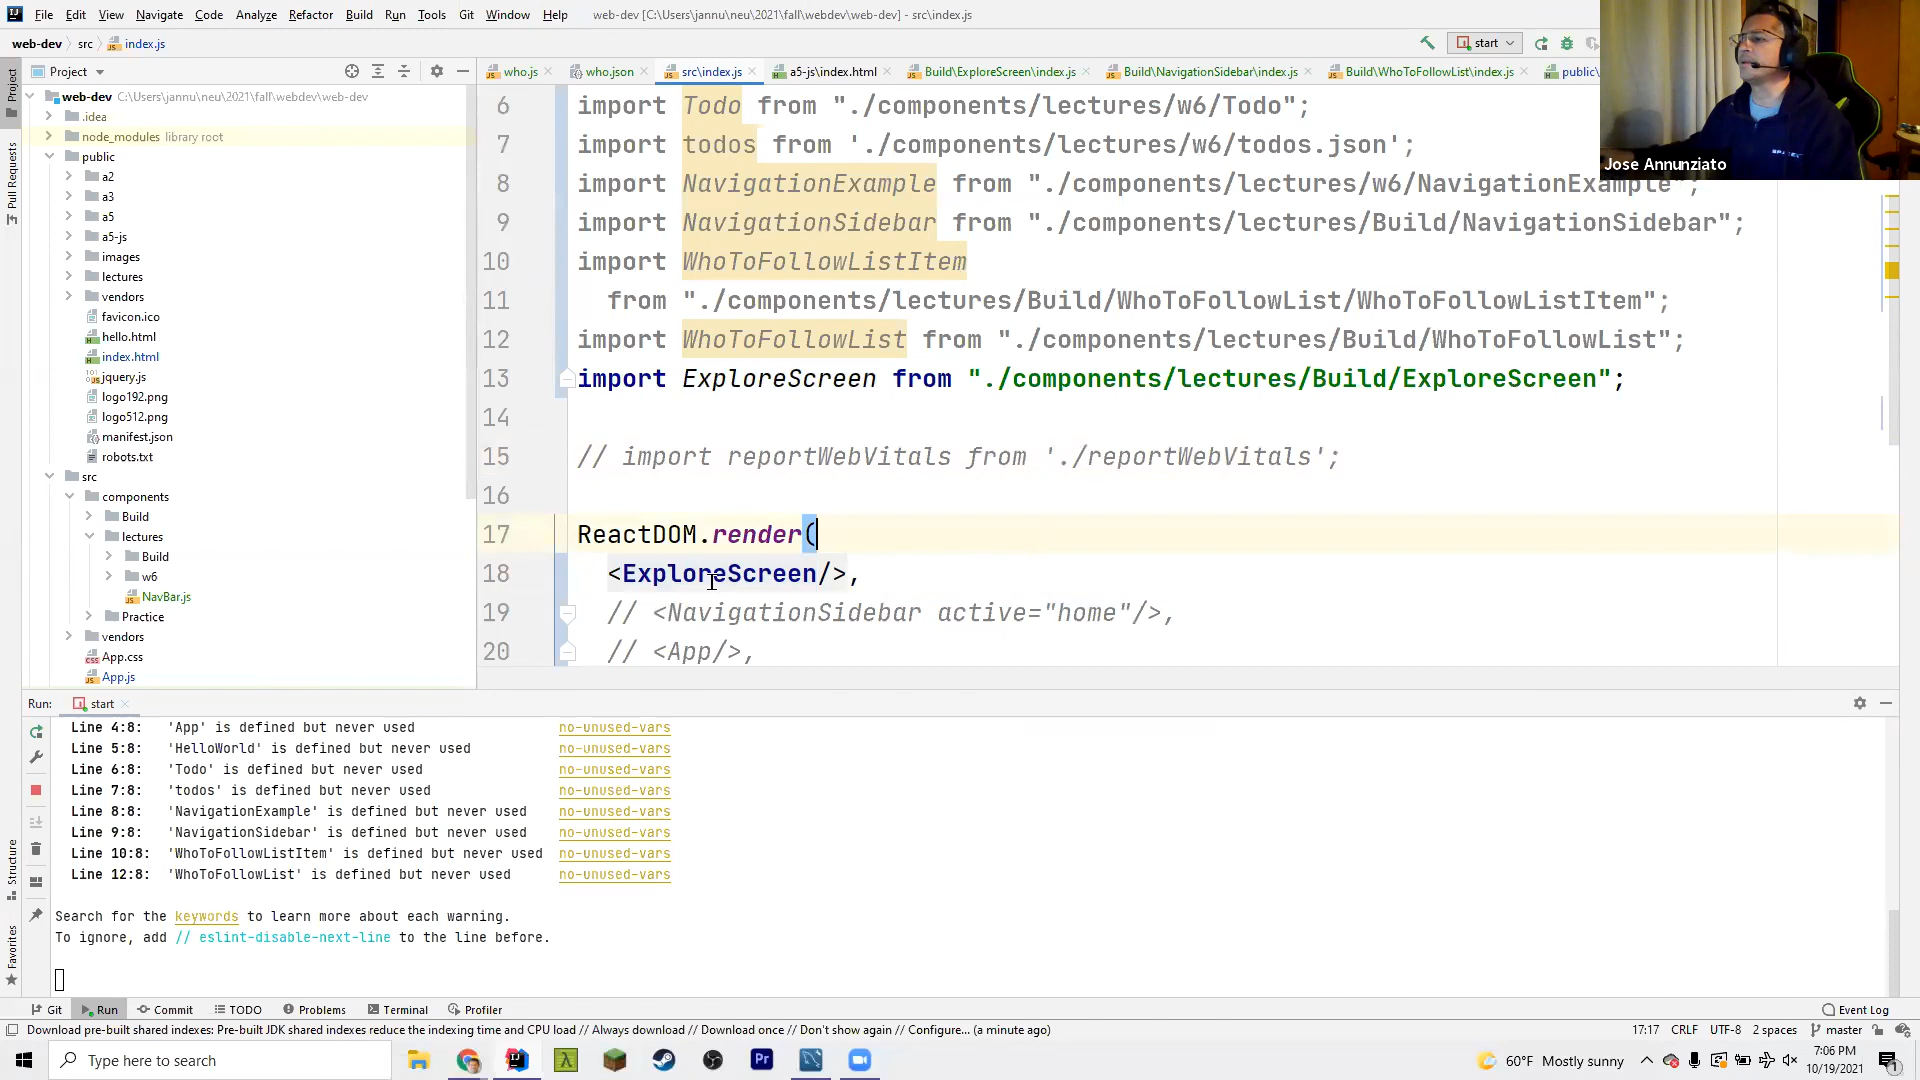 File Edit View Navigate Code Analyze Refactor Build Run Tools Git Window Help web-dev [C:\Users\jannu\neu\2021\fall\webdev\web-dev] - src\index.js
web-dev src index.js start
Project who.js who.json src\index.js a5-js\index.html Build\ExploreScreen\index.js Build\NavigationSidebar\index.js Build\WhoToFollowList\index.js public\
Project
Pull Requests
Structure
Favorites
web-dev C:\Users\jannu\neu\2021\fall\webdev\web-dev
.idea
node_modules library root
public
a2
a3
a5
a5-js
images
lectures
vendors
favicon.ico
hello.html
index.html
jquery.js
logo192.png
logo512.png
manifest.json
robots.txt
src
components
Build
lectures
Build
w6
NavBar.js
Practice
vendors
App.css
App.js
6 import Todo from "./components/lectures/w6/Todo";
7 import todos from './components/lectures/w6/todos.json';
8 import NavigationExample from "./components/lectures/w6/NavigationExample";
9 import NavigationSidebar from "./components/lectures/Build/NavigationSidebar";
10 import WhoToFollowListItem
11 from "./components/lectures/Build/WhoToFollowList/WhoToFollowListItem";
12 import WhoToFollowList from "./components/lectures/Build/WhoToFollowList";
13 import ExploreScreen from "./components/lectures/Build/ExploreScreen";
14
15 // import reportWebVitals from './reportWebVitals';
16
17 ReactDOM.render(
18 <ExploreScreen/>,
19 // <NavigationSidebar active="home"/>,
20 // <App/>,
Jose Annunziato
Run: start
Line 4:8: 'App' is defined but never used no-unused-vars
Line 5:8: 'HelloWorld' is defined but never used no-unused-vars
Line 6:8: 'Todo' is defined but never used no-unused-vars
Line 7:8: 'todos' is defined but never used no-unused-vars
Line 8:8: 'NavigationExample' is defined but never used no-unused-vars
Line 9:8: 'NavigationSidebar' is defined but never used no-unused-vars
Line 10:8: 'WhoToFollowListItem' is defined but never used no-unused-vars
Line 12:8: 'WhoToFollowList' is defined but never used no-unused-vars
Search for the keywords to learn more about each warning.
To ignore, add // eslint-disable-next-line to the line before.
Git Run Commit TODO Problems Terminal Profiler Event Log
Download pre-built shared indexes: Pre-built JDK shared indexes reduce the indexing time and CPU load // Always download // Download once // Don't show again // Configure... (a minute ago) 17:17 CRLF UTF-8 2 spaces master
Type here to search Pr 60°F Mostly sunny 7:06 PM
10/19/2021 1